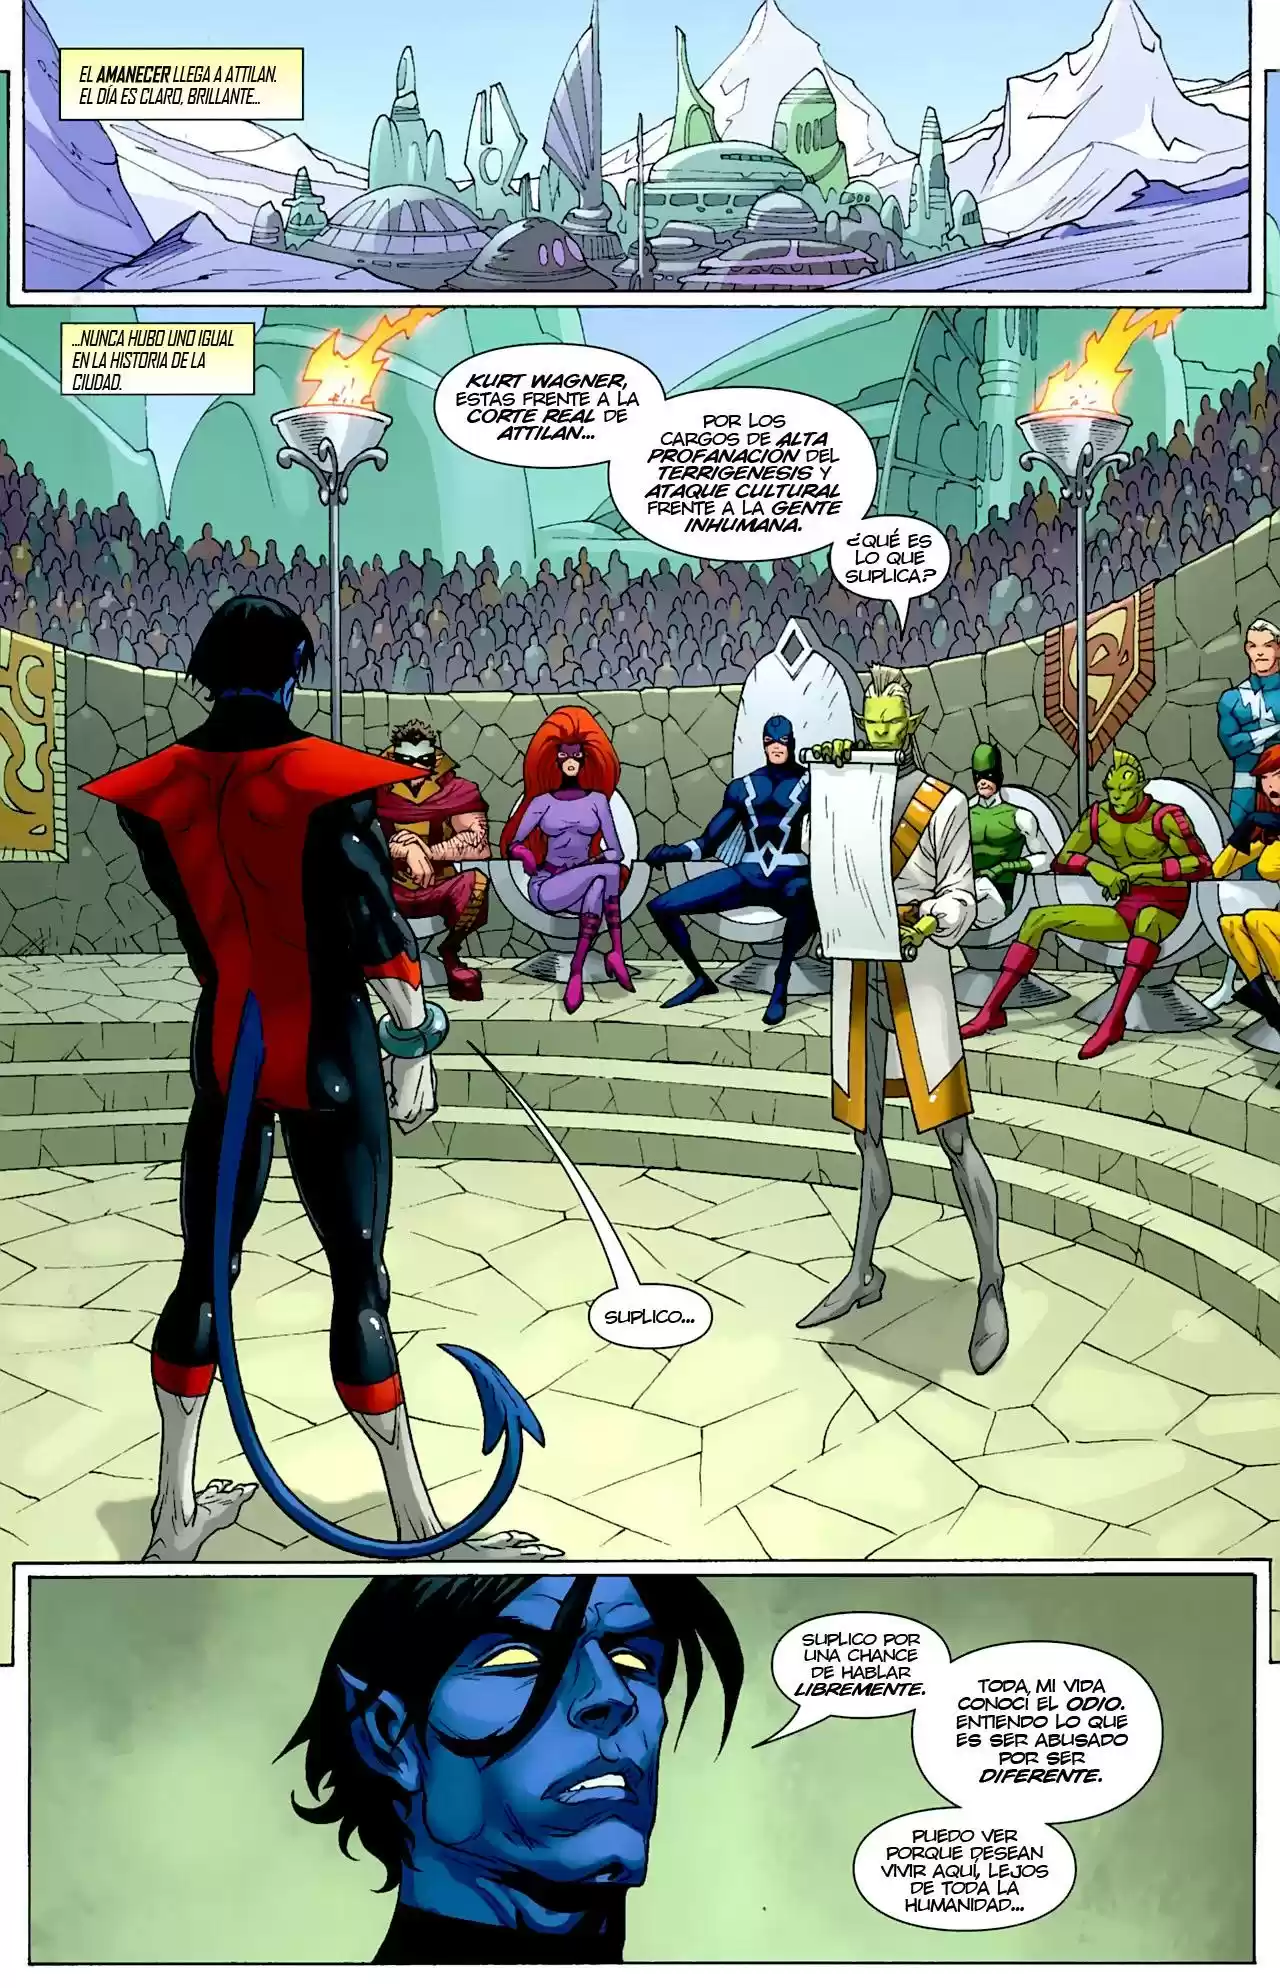 EL AMANECER LLEGA A ATTILAN.
EL DÍA ES CLARO, BRILLANTE...
...NUNCA HUBO UNO IGUAL
EN LA HISTORIA DE LA
CIUDAD.
KURT WAGNER,
ESTAS FRENTE A LA
CORTE REAL DE
ATTILAN...
POR LOS
CARGOS DE ALTA
PROFANACIÓN DEL
TERRIGENESIS Y
ATAQUE CULTURAL
FRENTE A LA GENTE
INHUMANA.
¿QUÉ ES
LO QUE
SUPLICA?
SUPLICO...
SUPLICO POR
UNA CHANCE
DE HABLAR
LIBREMENTE.
TODA MI VIDA
CONOCÍ EL ODIO.
ENTIENDO LO QUE
ES SER ABUSADO
POR SER
DIFERENTE.
PUEDO VER
PORQUE DESEAN
VIVIR AQUÍ, LEJOS
DE TODA LA
HUMANIDAD...